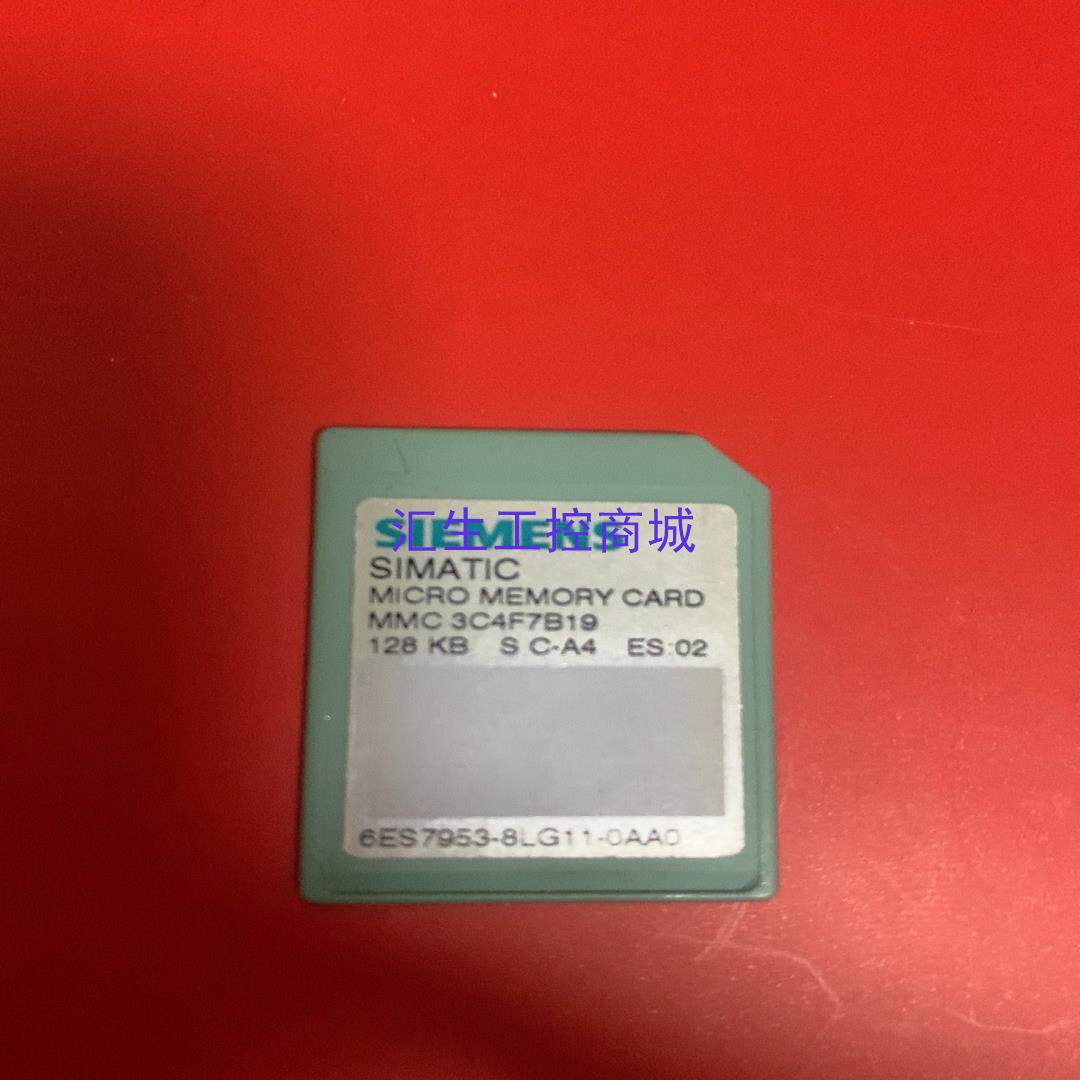 SIEMENS
汇生工控商城
SIMATIC
MICRO MEMORY CARD
MMC 3C4F7B19
128 KB S C-A4 ES:02
6ES7953-8LG11-0AA0